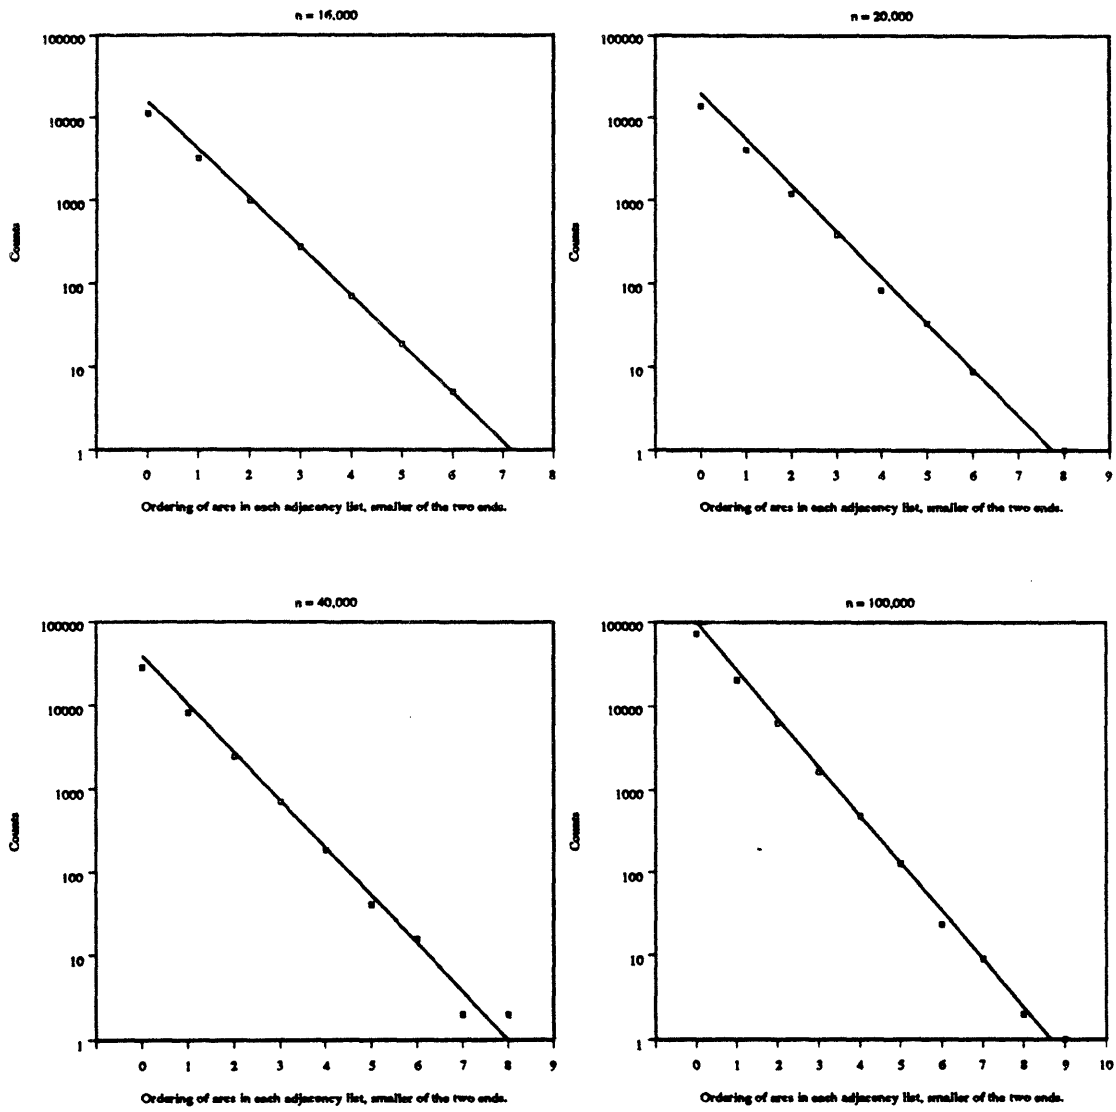 n = 16,000
100000
10000
1000
100
10
1
Counts
0 1 2 3 4 5 6 7 8
Ordering of arcs in each adjacency list, smaller of the two ends.
n = 20,000
100000
10000
1000
100
10
1
Counts
0 1 2 3 4 5 6 7 8 9
Ordering of arcs in each adjacency list, smaller of the two ends.
n = 40,000
100000
10000
1000
100
10
1
Counts
0 1 2 3 4 5 6 7 8 9
Ordering of arcs in each adjacency list, smaller of the two ends.
n = 100,000
100000
10000
1000
100
10
1
Counts
0 1 2 3 4 5 6 7 8 9 10
Ordering of arcs in each adjacency list, smaller of the two ends.